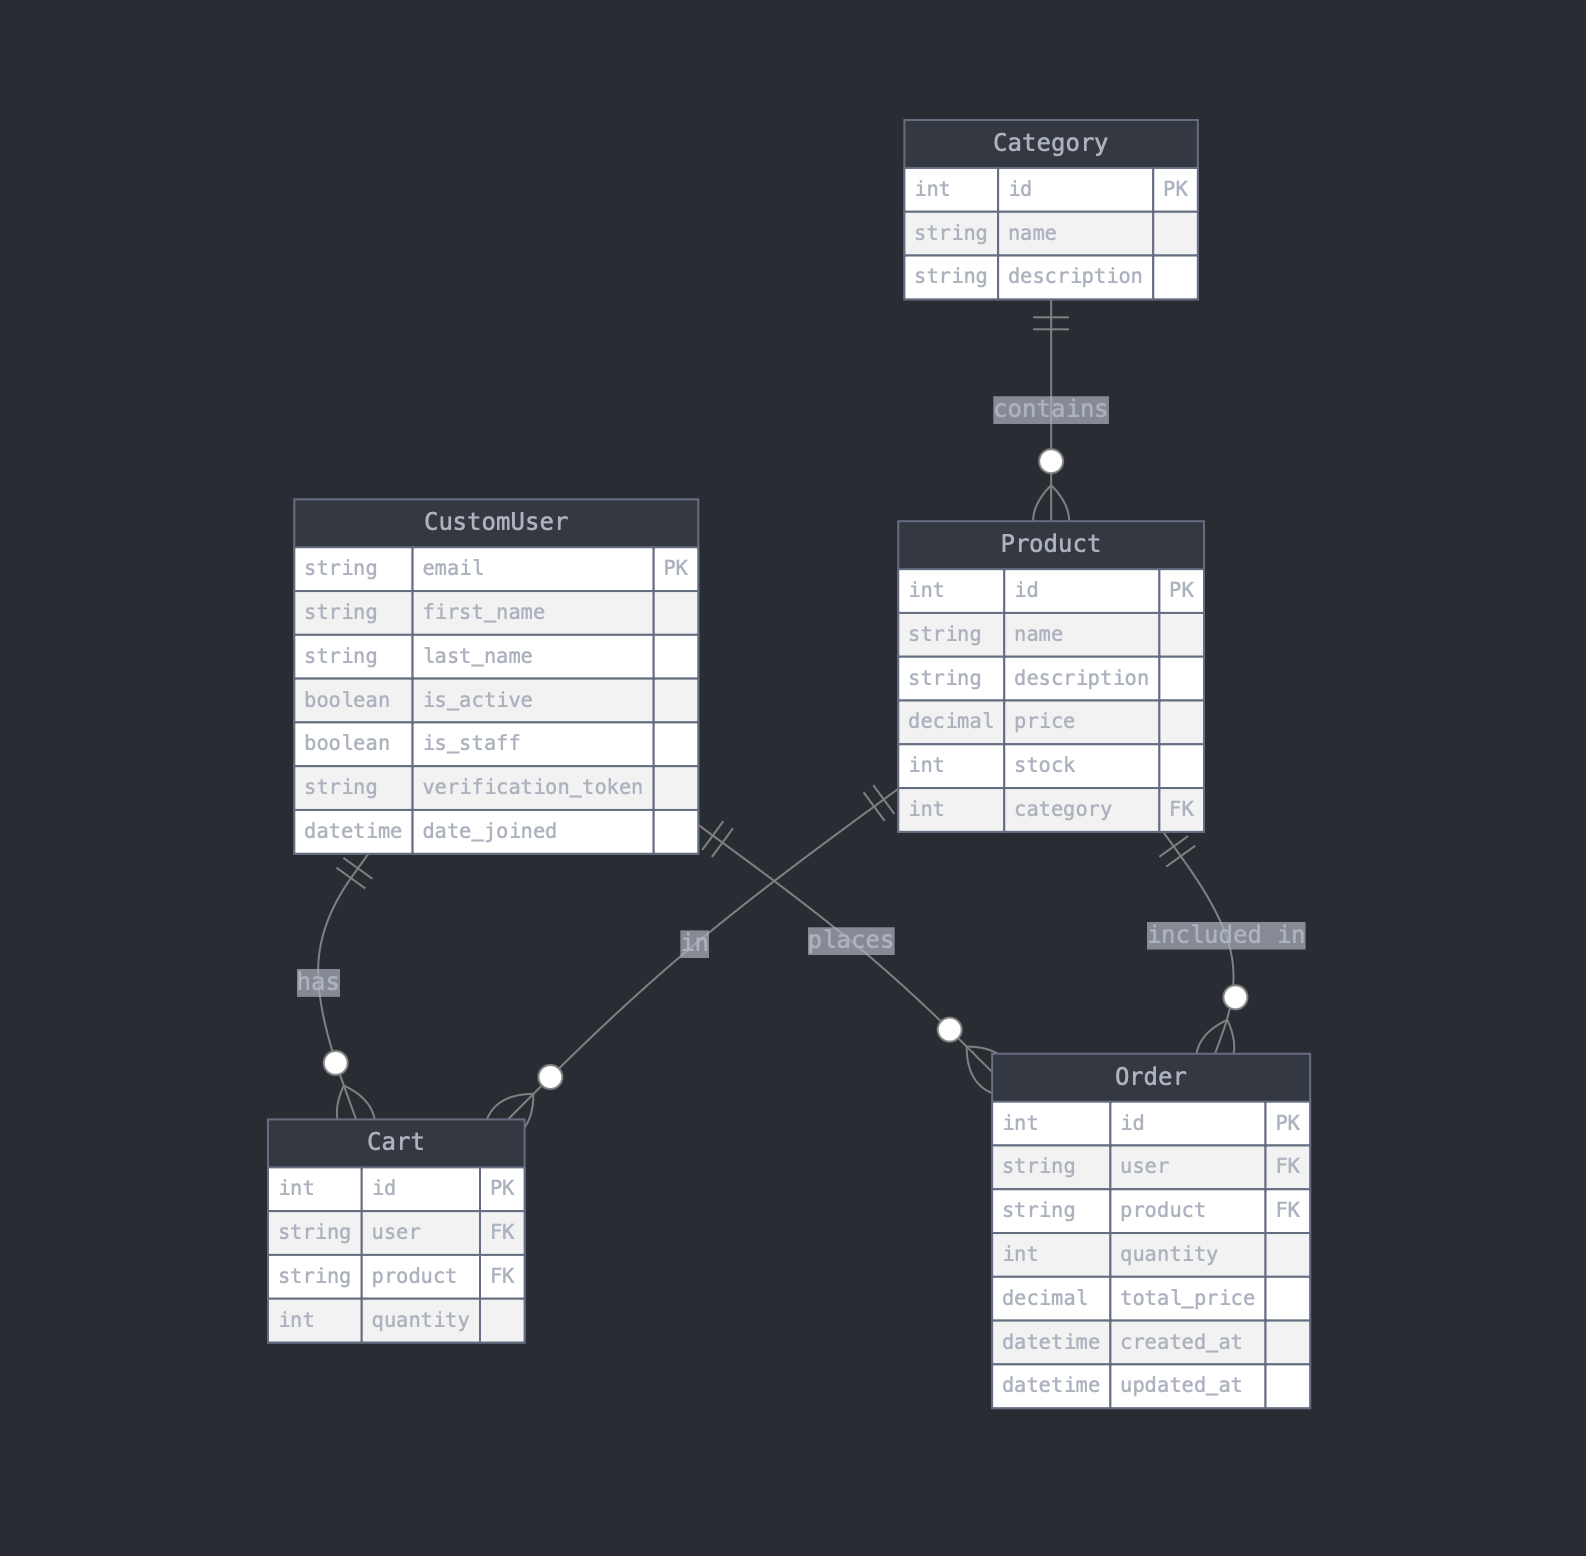 Category
int id PK
string name
string description
contains
CustomUser
string email PK
string first_name
string last_name
boolean is_active
boolean is_staff
string verification_token
datetime date_joined
Product
int id PK
string name
string description
decimal price
int stock
int category FK
has
in
places
included in
Cart
int id PK
string user FK
string product FK
int quantity
Order
int id PK
string user FK
string product FK
int quantity
decimal total_price
datetime created_at
datetime updated_at